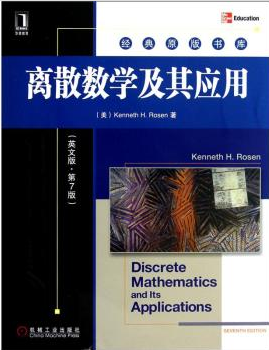 Education
经典原版书库
离散数学及其应用
(美) Kenneth H. Rosen 著
(英文版·第7版)
Kenneth H. Rosen
Discrete
Mathematics
and Its
Applications
SEVENTH EDITION
机械工业出版社
China Machine Press